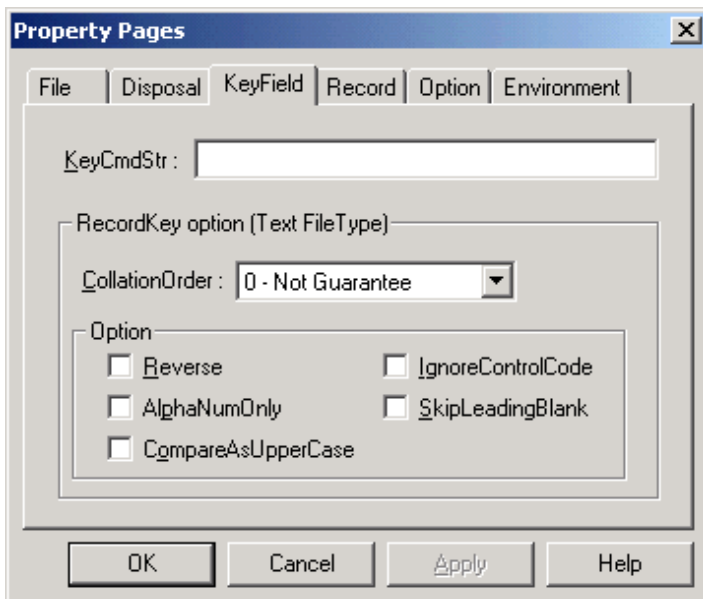 Property Pages
File Disposal KeyField Record Option Environment
KeyCmdStr :
RecordKey option (Text FileType)
CollationOrder : 0 - Not Guarantee
Option
Reverse IgnoreControlCode
AlphaNumOnly SkipLeadingBlank
CompareAsUpperCase
OK Cancel Apply Help